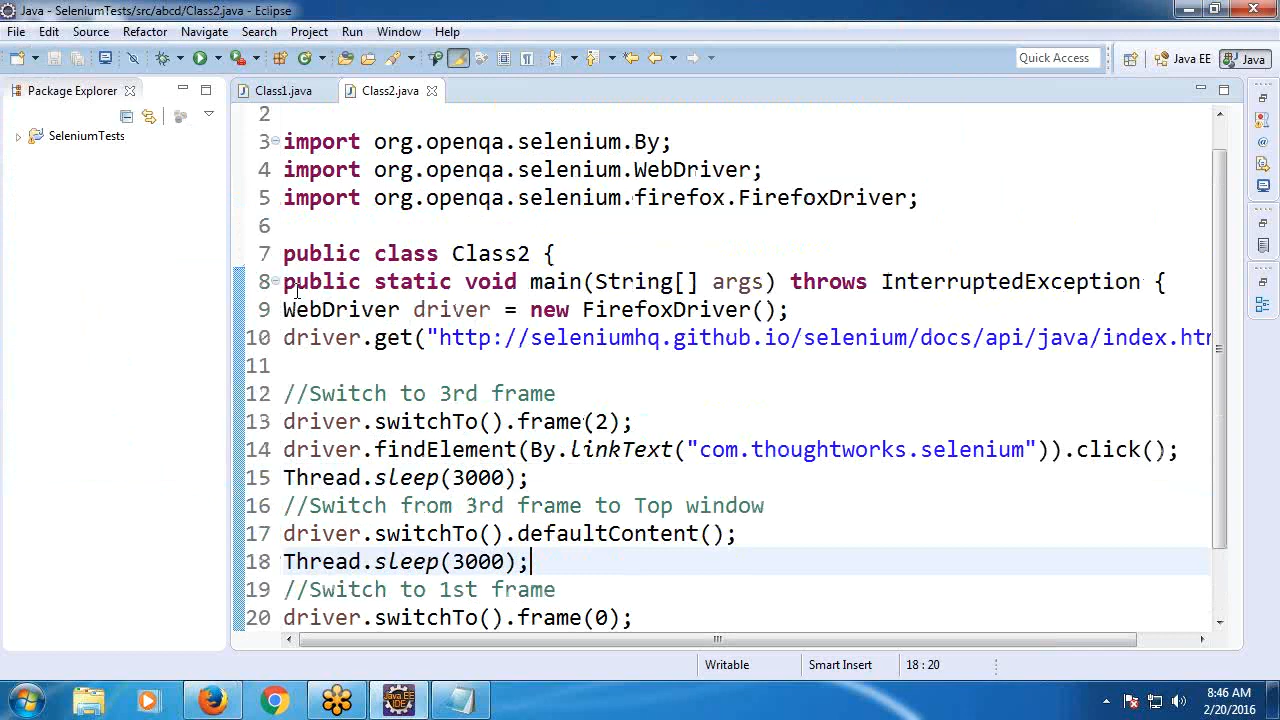 Java - SeleniumTests/src/abcd/Class2.java - Eclipse
File Edit Source Refactor Navigate Search Project Run Window Help
Quick Access
Java EE
Java
Package Explorer
Class1.java
Class2.java
SeleniumTests
2
3 import org.openqa.selenium.By;
4 import org.openqa.selenium.WebDriver;
5 import org.openqa.selenium.firefox.FirefoxDriver;
6
7 public class Class2 {
8 public static void main(String[] args) throws InterruptedException {
9 WebDriver driver = new FirefoxDriver();
10 driver.get("http://seleniumhq.github.io/selenium/docs/api/java/index.htm
11
12 //Switch to 3rd frame
13 driver.switchTo().frame(2);
14 driver.findElement(By.linkText("com.thoughtworks.selenium")).click();
15 Thread.sleep(3000);
16 //Switch from 3rd frame to Top window
17 driver.switchTo().defaultContent();
18 Thread.sleep(3000);
19 //Switch to 1st frame
20 driver.switchTo().frame(0);
Writable
Smart Insert
18 : 20
Java EE
IDE
8:46 AM
2/20/2016